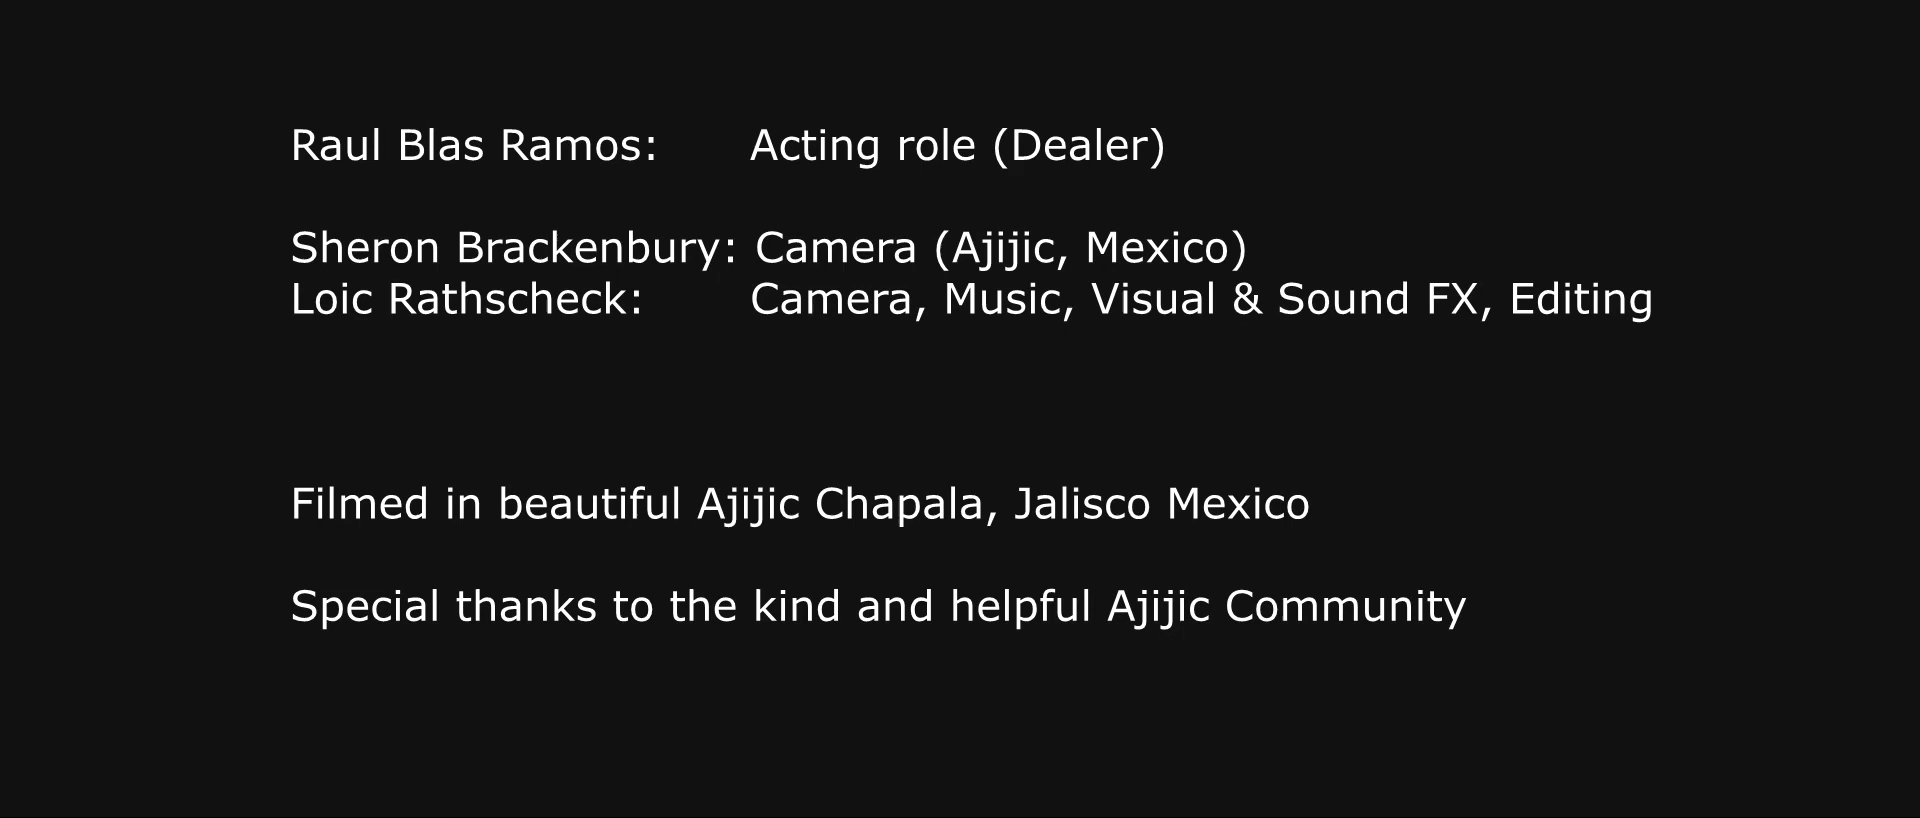 Raul Blas Ramos: Acting role (Dealer)
Sheron Brackenbury: Camera (Ajijic, Mexico)
Loic Rathscheck: Camera, Music, Visual & Sound FX, Editing
Filmed in beautiful Ajijic Chapala, Jalisco Mexico
Special thanks to the kind and helpful Ajijic Community